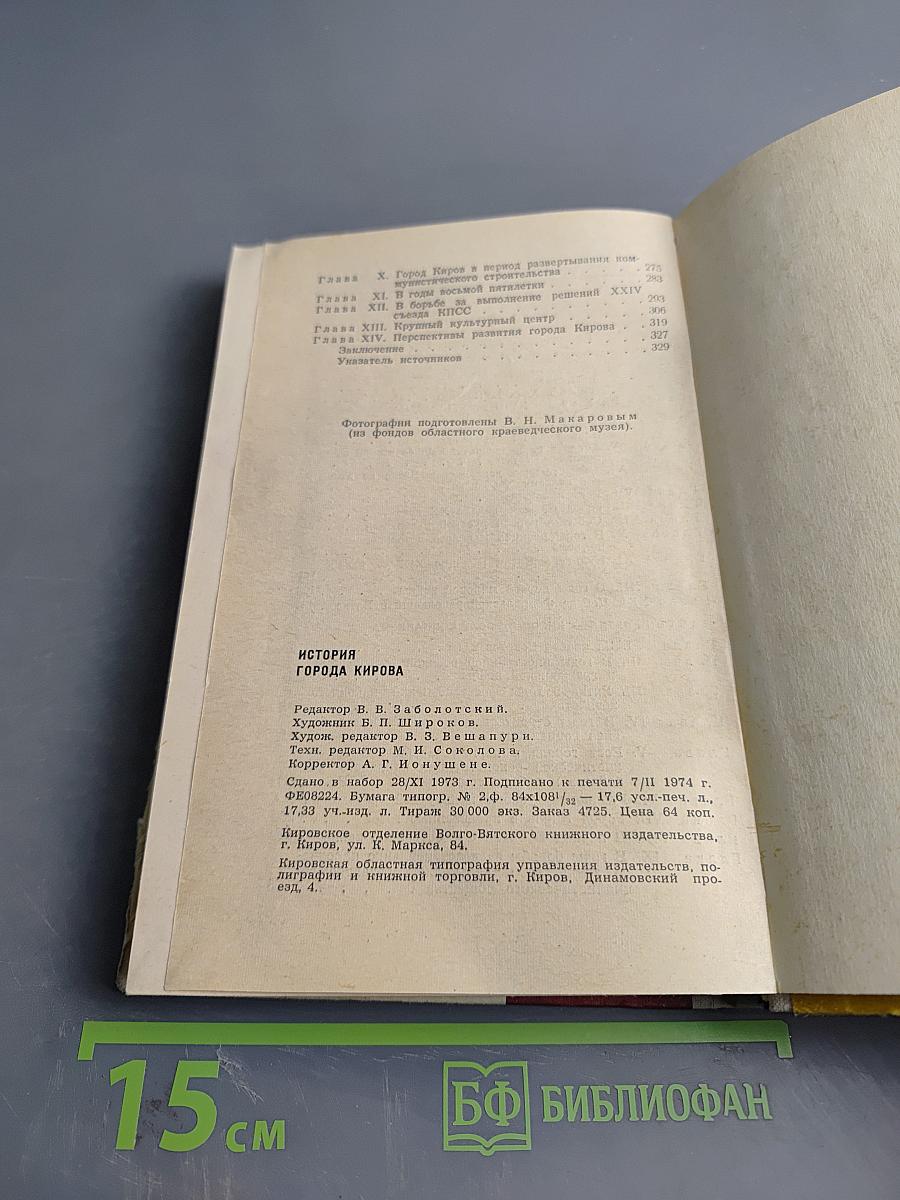 Глава X. Город Киров в период развертывания ком-
мунистического строительства . . . . . 275
Глава XI. В годы восьмой пятилетки . . . . . 283
Глава XII. В борьбе за выполнение решений XXIV
съезда КПСС . . . . . 293
Глава XIII. Крупный культурный центр . . . . . 306
Глава XIV. Перспективы развития города Кирова . . 319
Заключение . . . . . 327
Указатель источников . . . . . 329
Фотографии подготовлены В. Н. Макаровым
(из фондов областного краеведческого музея).
ИСТОРИЯ
ГОРОДА КИРОВА
Редактор В. В. Заболотский.
Художник Б. П. Широков.
Худож. редактор В. З. Вешапури.
Техн. редактор М. И. Соколова.
Корректор А. Г. Ионушене.
Сдано в набор 28/XI 1973 г. Подписано к печати 7/II 1974 г.
ФЕ08224. Бумага типогр. № 2,ф. 84х108¹/₃₂ — 17,6 усл.-печ. л.,
17,33 уч.-изд. л. Тираж 30 000 экз. Заказ 4725. Цена 64 коп.
Кировское отделение Волго-Вятского книжного издательства,
г. Киров, ул. К. Маркса, 84.
Кировская областная типография управления издательств, по-
лиграфии и книжной торговли, г. Киров, Динамовский про-
езд, 4.
15 см
БФ БИБЛИОФАН